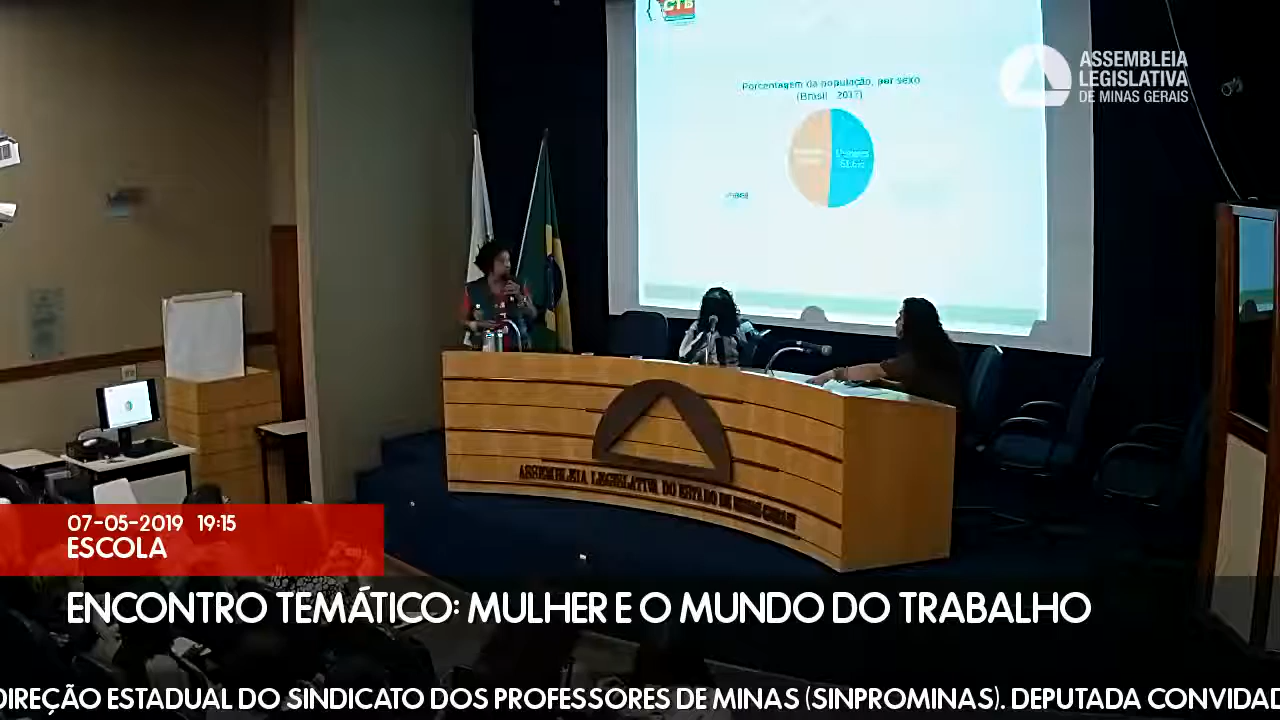 CTB
ASSEMBLEIA
LEGISLATIVA
DE MINAS GERAIS
Porcentagem da população, por sexo
(Brasil 2017)
ASSEMBLEIA LEGISLATIVA DO ESTADO DE MINAS GERAIS
07-05-2019 19:15
ESCOLA
ENCONTRO TEMÁTICO: MULHER E O MUNDO DO TRABALHO
DIREÇÃO ESTADUAL DO SINDICATO DOS PROFESSORES DE MINAS (SINPROMINAS). DEPUTADA CONVIDAD